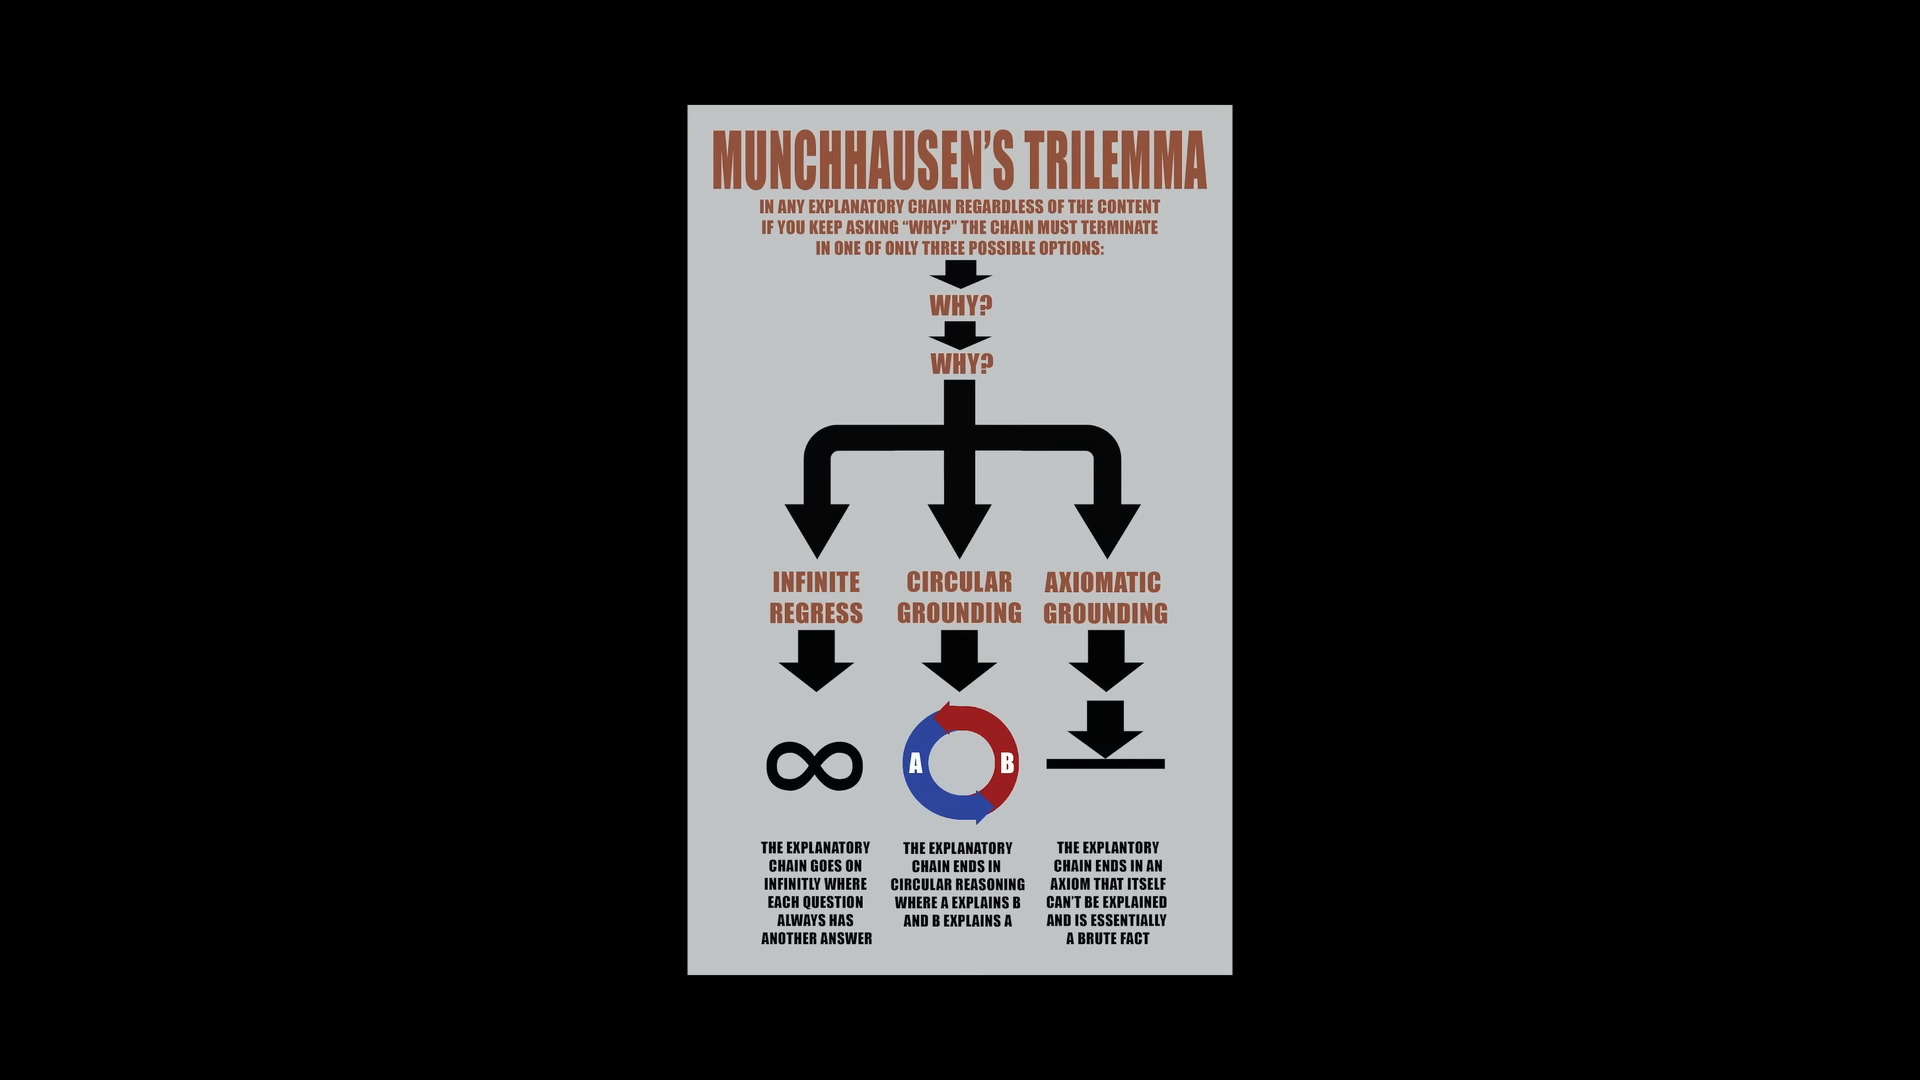 MUNCHHAUSEN'S TRILEMMA
IN ANY EXPLANATORY CHAIN REGARDLESS OF THE CONTENT
IF YOU KEEP ASKING “WHY?” THE CHAIN MUST TERMINATE
IN ONE OF ONLY THREE POSSIBLE OPTIONS:
WHY?
WHY?
INFINITE
REGRESS
CIRCULAR
GROUNDING
AXIOMATIC
GROUNDING
A
B
THE EXPLANATORY
CHAIN GOES ON
INFINITLY WHERE
EACH QUESTION
ALWAYS HAS
ANOTHER ANSWER
THE EXPLANATORY
CHAIN ENDS IN
CIRCULAR REASONING
WHERE A EXPLAINS B
AND B EXPLAINS A
THE EXPLANTORY
CHAIN ENDS IN AN
AXIOM THAT ITSELF
CAN'T BE EXPLAINED
AND IS ESSENTIALLY
A BRUTE FACT